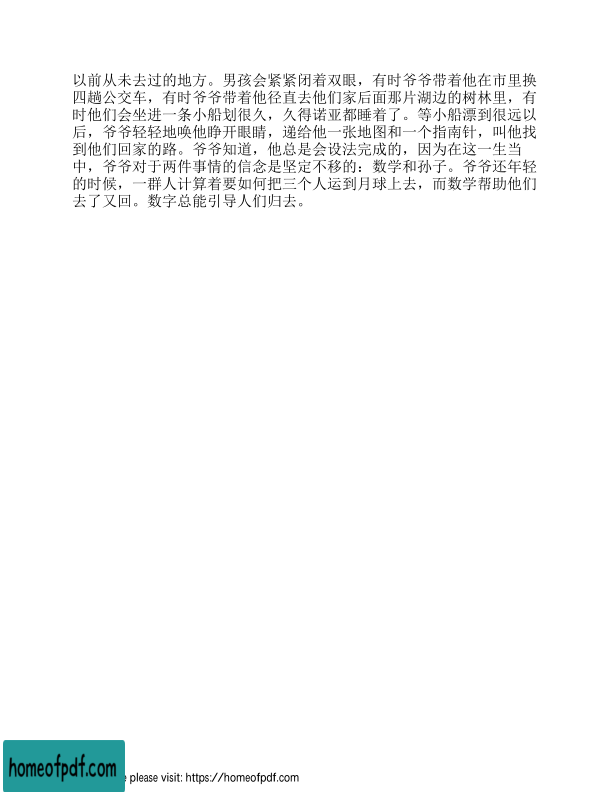 以前从未去过的地方。男孩会紧紧闭着双眼，有时爷爷带着他在市里换
四趟公交车，有时爷爷带着他径直去他们家后面那片湖边的树林里，有
时他们会坐进一条小船划很久，久得诺亚都睡着了。等小船漂到很远以
后，爷爷轻轻地唤他睁开眼睛，递给他一张地图和一个指南针，叫他找
到他们回家的路。爷爷知道，他总是会设法完成的，因为在这一生当
中，爷爷对于两件事情的信念是坚定不移的：数学和孙子。爷爷还年轻
的时候，一群人计算着要如何把三个人运到月球上去，而数学帮助他们
去了又回。数字总能引导人们归去。
homeofpdf.com
please visit: https://homeofpdf.com